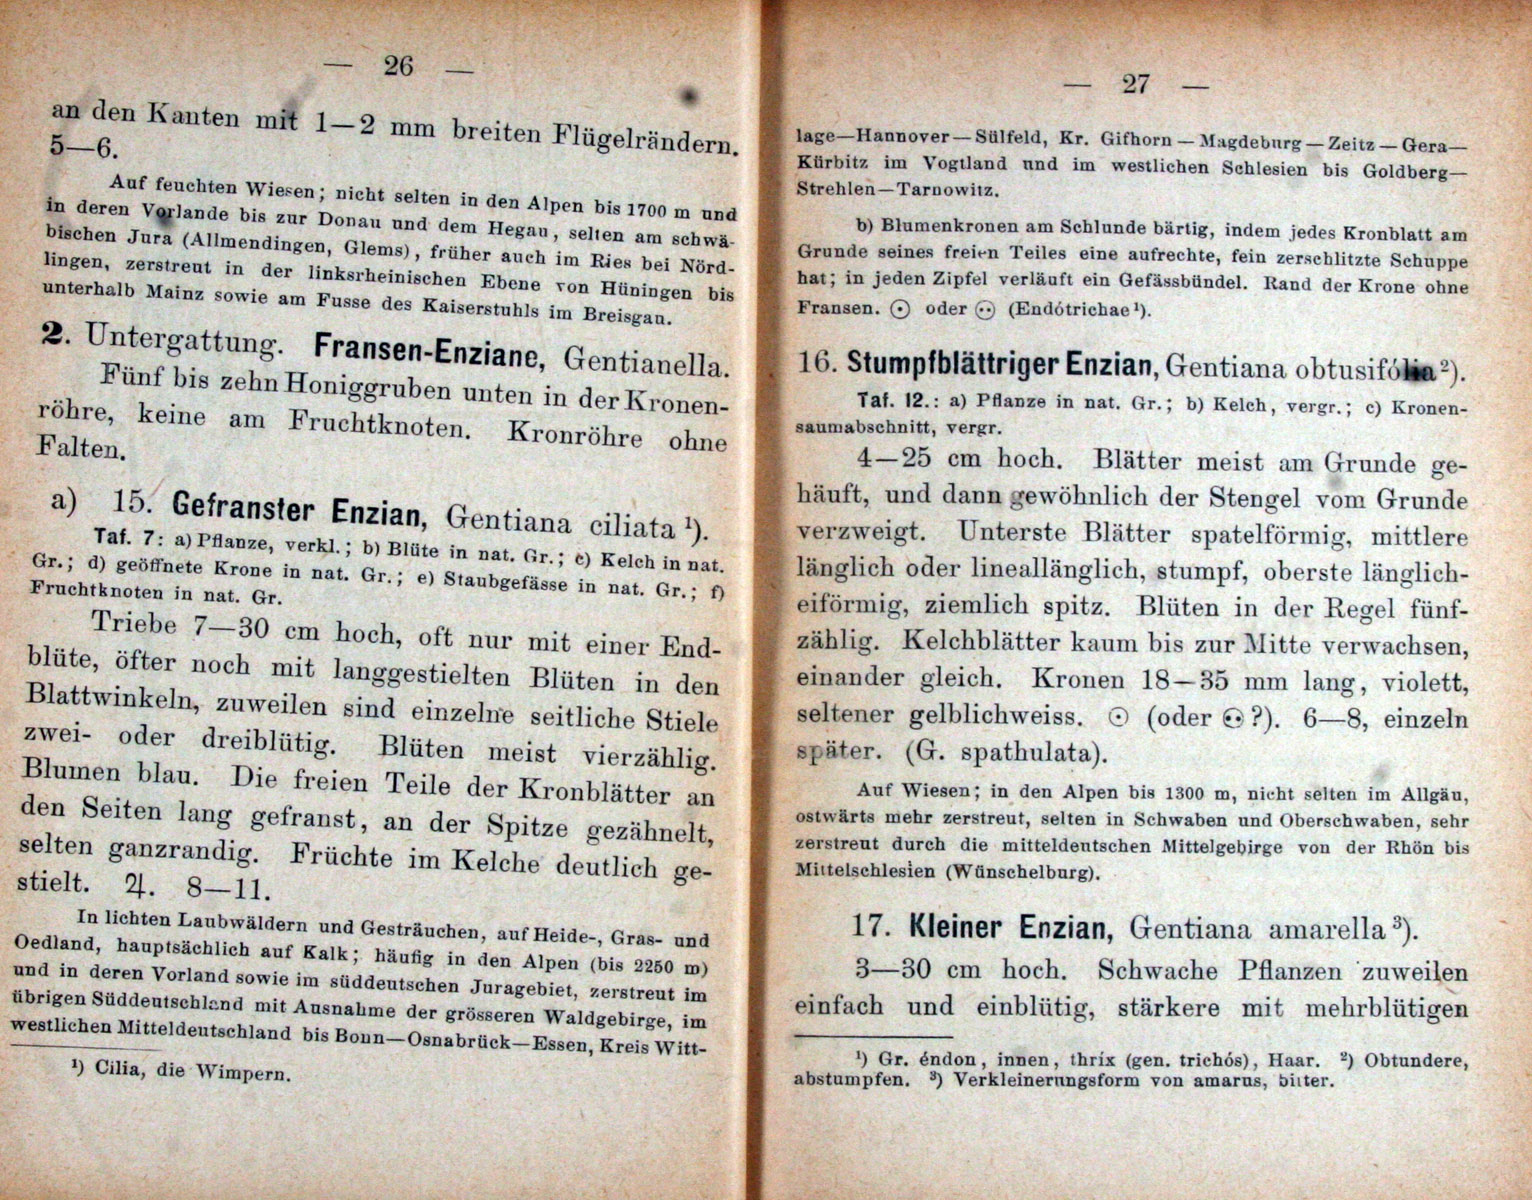 — 26 —
an den Kanten mit 1—2 mm breiten Flügelrändern.
5—6.
Auf feuchten Wiesen; nicht selten in den Alpen bis 1700 m und
in deren Vorlande bis zur Donau und dem Hegau, selten am schwä-
bischen Jura (Allmendingen, Glems), früher auch im Ries bei Nörd-
lingen, zerstreut in der linksrheinischen Ebene von Hüningen bis
unterhalb Mainz sowie am Fusse des Kaiserstuhls im Breisgau.
2. Untergattung. Fransen-Enziane, Gentianella.
Fünf bis zehn Honiggruben unten in der Kronen-
röhre, keine am Fruchtknoten. Kronröhre ohne
Falten.
a) 15. Gefranster Enzian, Gentiana ciliata ¹).
Taf. 7: a) Pflanze, verkl.; b) Blüte in nat. Gr.; c) Kelch in nat.
Gr.; d) geöffnete Krone in nat. Gr.; e) Staubgefässe in nat. Gr.; f)
Fruchtknoten in nat. Gr.
Triebe 7—30 cm hoch, oft nur mit einer End-
blüte, öfter noch mit langgestielten Blüten in den
Blattwinkeln, zuweilen sind einzelne seitliche Stiele
zwei- oder dreiblütig. Blüten meist vierzählig.
Blumen blau. Die freien Teile der Kronblätter an
den Seiten lang gefranst, an der Spitze gezähnelt,
selten ganzrandig. Früchte im Kelche deutlich ge-
stielt. ♃. 8—11.
In lichten Laubwäldern und Gesträuchen, auf Heide-, Gras- und
Oedland, hauptsächlich auf Kalk; häufig in den Alpen (bis 2250 m)
und in deren Vorland sowie im süddeutschen Juragebiet, zerstreut im
übrigen Süddeutschland mit Ausnahme der grösseren Waldgebirge, im
westlichen Mitteldeutschland bis Bonn—Osnabrück—Essen, Kreis Witt-
¹) Cilia, die Wimpern.
— 27 —
lage—Hannover—Sülfeld, Kr. Gifhorn—Magdeburg—Zeitz—Gera—
Kürbitz im Vogtland und im westlichen Schlesien bis Goldberg—
Strehlen—Tarnowitz.
b) Blumenkronen am Schlunde bärtig, indem jedes Kronblatt am
Grunde seines freien Teiles eine aufrechte, fein zerschlitzte Schuppe
hat; in jeden Zipfel verläuft ein Gefässbündel. Rand der Krone ohne
Fransen. ⊙ oder ⚇ (Endótrichae ¹).
16. Stumpfblättriger Enzian, Gentiana obtusifólia ²).
Taf. 12.: a) Pflanze in nat. Gr.; b) Kelch, vergr.; c) Kronen-
saumabschnitt, vergr.
4—25 cm hoch. Blätter meist am Grunde ge-
häuft, und dann gewöhnlich der Stengel vom Grunde
verzweigt. Unterste Blätter spatelförmig, mittlere
länglich oder lineallänglich, stumpf, oberste länglich-
eiförmig, ziemlich spitz. Blüten in der Regel fünf-
zählig. Kelchblätter kaum bis zur Mitte verwachsen,
einander gleich. Kronen 18—35 mm lang, violett,
seltener gelblichweiss. ⊙ (oder ⚇ ?). 6—8, einzeln
später. (G. spathulata).
Auf Wiesen; in den Alpen bis 1300 m, nicht selten im Allgäu,
ostwärts mehr zerstreut, selten in Schwaben und Oberschwaben, sehr
zerstreut durch die mitteldeutschen Mittelgebirge von der Rhön bis
Mittelschlesien (Wünschelburg).
17. Kleiner Enzian, Gentiana amarella ³).
3—30 cm hoch. Schwache Pflanzen zuweilen
einfach und einblütig, stärkere mit mehrblütigen
¹) Gr. éndon, innen, thrix (gen. trichós), Haar. ²) Obtundere,
abstumpfen. ³) Verkleinerungsform von amarus, bitter.